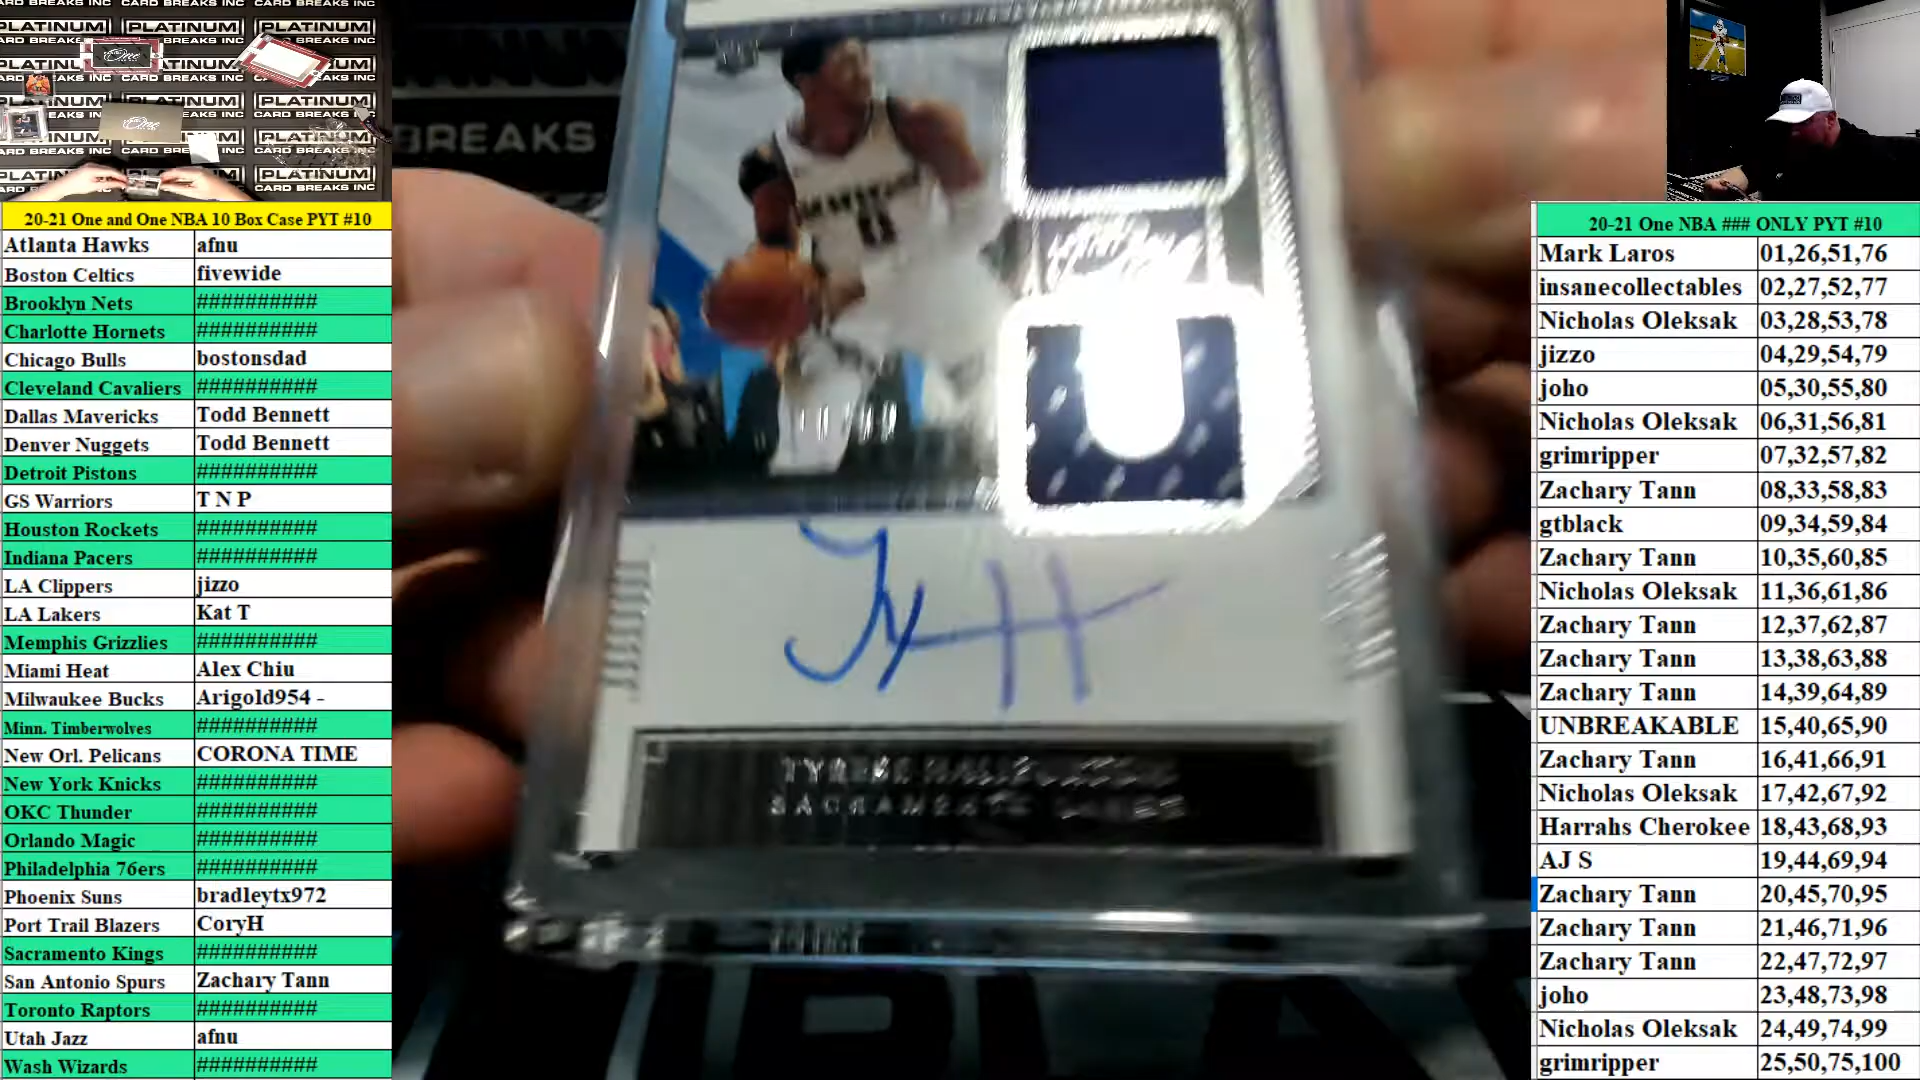 20-21 One and One NBA 10 Box Case PYT #10
Atlanta Hawks afnu
Boston Celtics fivewide
Brooklyn Nets ##########
Charlotte Hornets ##########
Chicago Bulls bostonsdad
Cleveland Cavaliers ##########
Dallas Mavericks Todd Bennett
Denver Nuggets Todd Bennett
Detroit Pistons ##########
GS Warriors T N P
Houston Rockets ##########
Indiana Pacers ##########
LA Clippers jizzo
LA Lakers Kat T
Memphis Grizzlies ##########
Miami Heat Alex Chiu
Milwaukee Bucks Arigold954 -
Minn. Timberwolves ##########
New Orl. Pelicans CORONA TIME
New York Knicks ##########
OKC Thunder ##########
Orlando Magic ##########
Philadelphia 76ers ##########
Phoenix Suns bradleytx972
Port Trail Blazers CoryH
Sacramento Kings ##########
San Antonio Spurs Zachary Tann
Toronto Raptors ##########
Utah Jazz afnu
Wash Wizards ##########
PLATINUM
CARD BREAKS INC
BREAKS
TYRESE HALIBURTON
SACRAMENTO KINGS
20-21 One NBA ### ONLY PYT #10
Mark Laros 01,26,51,76
insanecollectables 02,27,52,77
Nicholas Oleksak 03,28,53,78
jizzo 04,29,54,79
joho 05,30,55,80
Nicholas Oleksak 06,31,56,81
grimripper 07,32,57,82
Zachary Tann 08,33,58,83
gtblack 09,34,59,84
Zachary Tann 10,35,60,85
Nicholas Oleksak 11,36,61,86
Zachary Tann 12,37,62,87
Zachary Tann 13,38,63,88
Zachary Tann 14,39,64,89
UNBREAKABLE 15,40,65,90
Zachary Tann 16,41,66,91
Nicholas Oleksak 17,42,67,92
Harrahs Cherokee 18,43,68,93
AJ S 19,44,69,94
Zachary Tann 20,45,70,95
Zachary Tann 21,46,71,96
Zachary Tann 22,47,72,97
joho 23,48,73,98
Nicholas Oleksak 24,49,74,99
grimripper 25,50,75,100